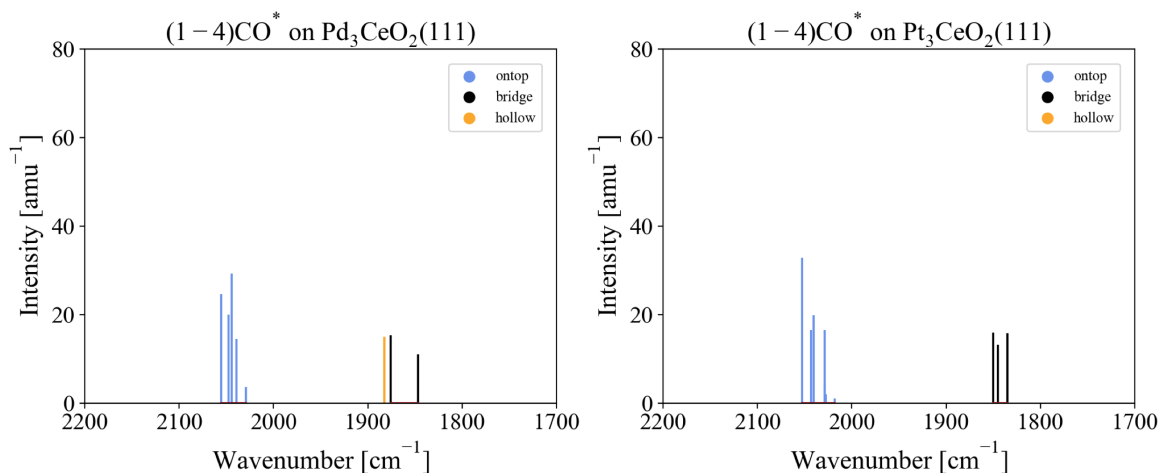 (1 − 4)CO* on Pd₃CeO₂(111)
80
60
40
20
0
Intensity [amu⁻¹]
ontop
bridge
hollow
2200 2100 2000 1900 1800 1700
Wavenumber [cm⁻¹]
(1 − 4)CO* on Pt₃CeO₂(111)
80
60
40
20
0
Intensity [amu⁻¹]
ontop
bridge
hollow
2200 2100 2000 1900 1800 1700
Wavenumber [cm⁻¹]